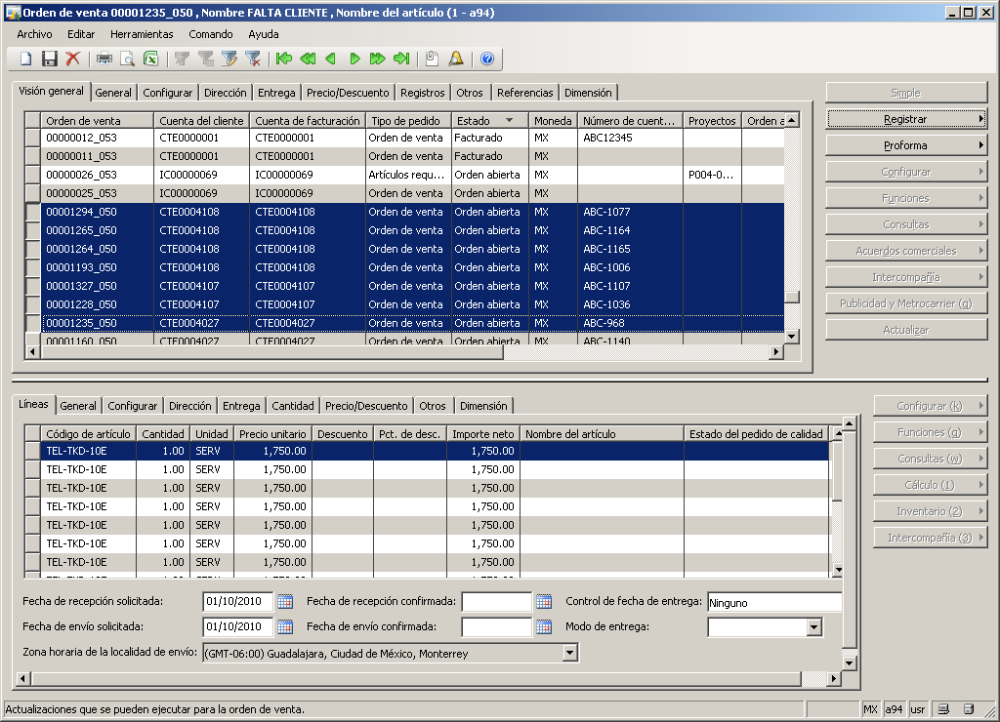 Orden de venta 00001235_050 , Nombre FALTA CLIENTE , Nombre del artículo (1 - a94)
Archivo Editar Herramientas Comando Ayuda
Visión general General Configurar Dirección Entrega Precio/Descuento Registros Otros Referencias Dimensión
Orden de venta Cuenta del cliente Cuenta de facturación Tipo de pedido Estado Moneda Número de cuent... Proyectos Orden a
00000012_053 CTE0000001 CTE0000001 Orden de venta Facturado MX ABC12345
00000011_053 CTE0000001 CTE0000001 Orden de venta Facturado MX
00000026_053 IC00000069 IC00000069 Artículos requ... Orden abierta MX P004-0...
00000025_053 IC00000069 IC00000069 Orden de venta Orden abierta MX
00001294_050 CTE0004108 CTE0004108 Orden de venta Orden abierta MX ABC-1077
00001265_050 CTE0004108 CTE0004108 Orden de venta Orden abierta MX ABC-1164
00001264_050 CTE0004108 CTE0004108 Orden de venta Orden abierta MX ABC-1165
00001193_050 CTE0004108 CTE0004108 Orden de venta Orden abierta MX ABC-1006
00001327_050 CTE0004107 CTE0004107 Orden de venta Orden abierta MX ABC-1107
00001228_050 CTE0004107 CTE0004107 Orden de venta Orden abierta MX ABC-1036
00001235_050 CTE0004027 CTE0004027 Orden de venta Orden abierta MX ABC-968
00001160_050 CTE0004027 CTE0004027 Orden de venta Orden abierta MX ABC-1140
Simple
Registrar
Proforma
Configurar
Funciones
Consultas
Acuerdos comerciales
Intercompañía
Publicidad y Metrocarrier (q)
Actualizar
Líneas General Configurar Dirección Entrega Cantidad Precio/Descuento Otros Dimensión
Código de artículo Cantidad Unidad Precio unitario Descuento Pct. de desc. Importe neto Nombre del artículo Estado del pedido de calidad
TEL-TKD-10E 1.00 SERV 1,750.00 1,750.00
TEL-TKD-10E 1.00 SERV 1,750.00 1,750.00
TEL-TKD-10E 1.00 SERV 1,750.00 1,750.00
TEL-TKD-10E 1.00 SERV 1,750.00 1,750.00
TEL-TKD-10E 1.00 SERV 1,750.00 1,750.00
TEL-TKD-10E 1.00 SERV 1,750.00 1,750.00
TEL-TKD-10E 1.00 SERV 1,750.00 1,750.00
Configurar (k)
Funciones (q)
Consultas (w)
Cálculo (1)
Inventario (2)
Intercompañía (3)
Fecha de recepción solicitada: 01/10/2010 Fecha de recepción confirmada: Control de fecha de entrega: Ninguno
Fecha de envío solicitada: 01/10/2010 Fecha de envío confirmada: Modo de entrega:
Zona horaria de la localidad de envío: (GMT-06:00) Guadalajara, Ciudad de México, Monterrey
Actualizaciones que se pueden ejecutar para la orden de venta. MX a94 usr